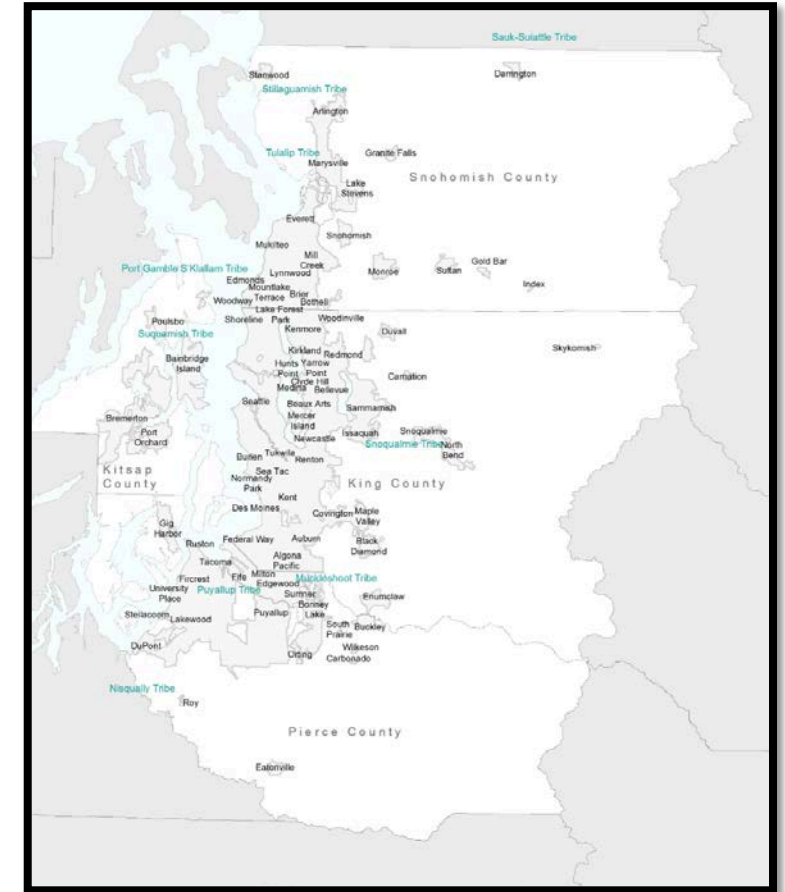 Sauk-Suiattle Tribe
Stanwood
Darrington
Stillaguamish Tribe
Arlington
Tulalip Tribe
Granite Falls
Marysville
Snohomish County
Lake
Stevens
Everett
Snohomish
Mukilteo
Mill
Creek
Gold Bar
Port Gamble S'Klallam Tribe
Lynnwood
Monroe
Sultan
Edmonds
Index
Mountlake
Terrace
Brier
Woodway
Bothell
Lake Forest
Park
Shoreline
Woodinville
Poulsbo
Kenmore
Duvall
Suquamish Tribe
Skykomish
Kirkland
Redmond
Bainbridge
Island
Hunts
Point
Yarrow
Point
Clyde Hill
Carnation
Medina
Bellevue
Seattle
Beaux Arts
Sammamish
Mercer
Island
Bremerton
Port
Orchard
Newcastle
Issaquah
Snoqualmie
Snoqualmie Tribe
North
Bend
Burien
Tukwila
Renton
Kitsap
County
Sea Tac
Normandy
Park
King County
Kent
Des Moines
Covington
Maple
Valley
Gig
Harbor
Ruston
Federal Way
Auburn
Black
Diamond
Algona
Pacific
Tacoma
Fircrest
Fife
Milton
Edgewood
Muckleshoot Tribe
University
Place
Puyallup Tribe
Sumner
Enumclaw
Bonney
Lake
Steilacoom
Lakewood
Puyallup
South
Prairie
Buckley
DuPont
Orting
Wilkeson
Carbonado
Nisqually Tribe
Roy
Pierce County
Eatonville